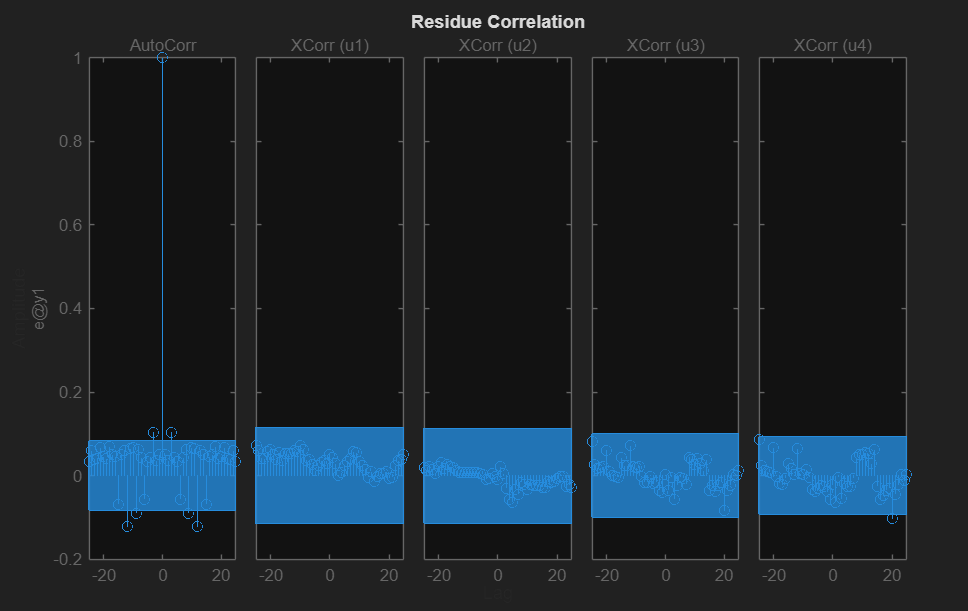 Residue Correlation
AutoCorr XCorr (u1) XCorr (u2) XCorr (u3) XCorr (u4)
1
0.8
0.6
0.4
0.2
0
-0.2
Amplitude
e@y1
-20 0 20 -20 0 20 -20 0 20 -20 0 20 -20 0 20